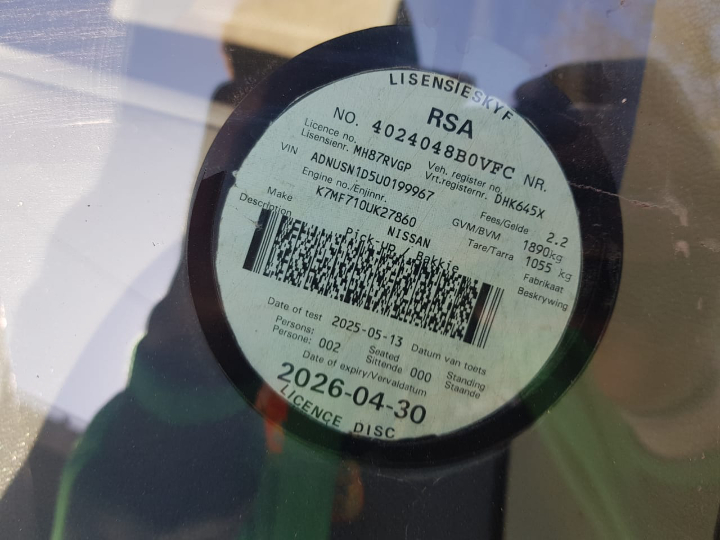 LISENSIESKYF
RSA
NO. 4024048B0VFC NR.
Licence no. MH87RVGP Veh. register no. DHK645X
Lisensienr. Vrt.registernr.
VIN ADNUSN1D5U0199967
Engine no./Enjinnr. Fees/Gelde 2.2
K7MF710UK27860 GVM/BVM 1890kg
Make NISSAN Tare/Tarra 1055 kg Fabrikaat
Description Pick-up / Bakkie Beskrywing
Date of test 2025-05-13 Datum van toets
Persons: 002 Seated 000 Standing
Persone: Sittende Staande
Date of expiry/Vervaldatum
2026-04-30
LICENCE DISC